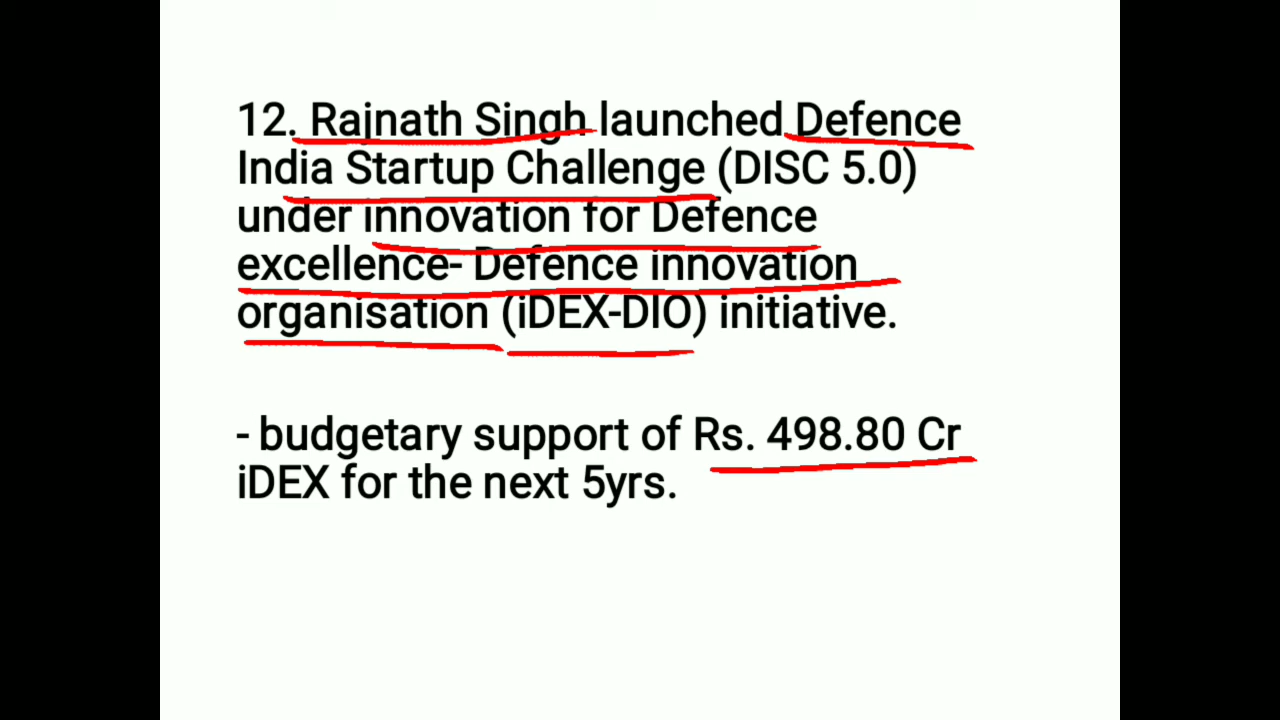 12. Rajnath Singh launched Defence
India Startup Challenge (DISC 5.0)
under innovation for Defence
excellence- Defence innovation
organisation (iDEX-DIO) initiative.
- budgetary support of Rs. 498.80 Cr
iDEX for the next 5yrs.